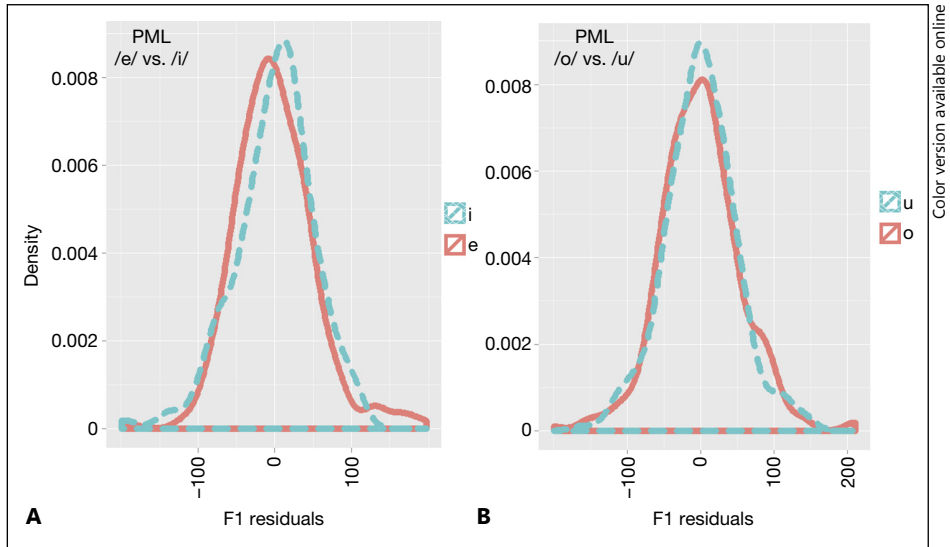 PML
/e/ vs. /i/
0.008
0.006
0.004
0.002
0
Density
−100
0
100
F1 residuals
i
e
A
PML
/o/ vs. /u/
0.008
0.006
0.004
0.002
0
−100
0
100
200
F1 residuals
u
o
B
Color version available online